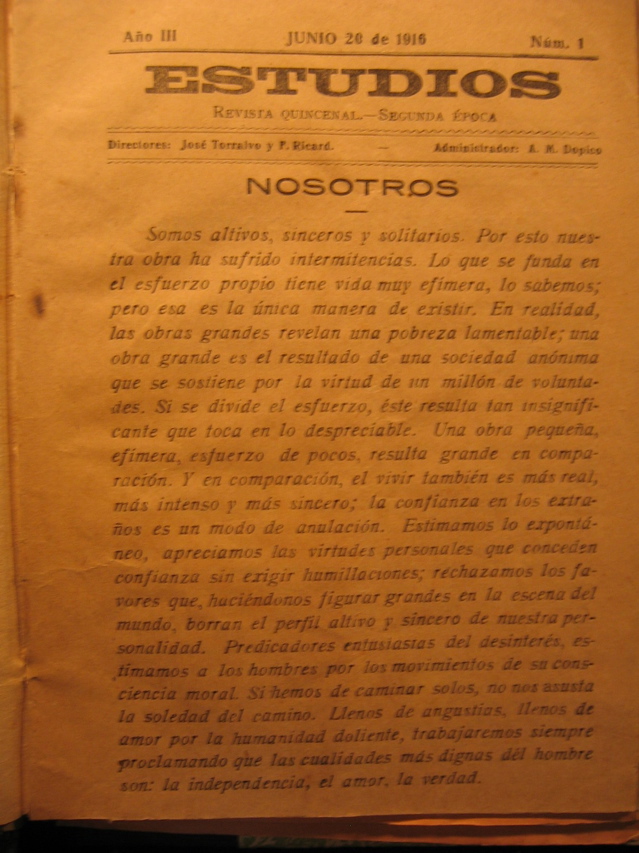 Año III JUNIO 20 de 1916 Núm. 1
ESTUDIOS
REVISTA QUINCENAL.—SEGUNDA ÉPOCA
Directores: José Torralvo y P. Ricard. — Administrador: A. M. Dopico
NOSOTROS
Somos altivos, sinceros y solitarios. Por esto nues-
tra obra ha sufrido intermitencias. Lo que se funda en
el esfuerzo propio tiene vida muy efímera, lo sabemos;
pero esa es la única manera de existir. En realidad,
las obras grandes revelan una pobreza lamentable; una
obra grande es el resultado de una sociedad anónima
que se sostiene por la virtud de un millón de volunta-
des. Si se divide el esfuerzo, éste resulta tan insignifi-
cante que toca en lo despreciable. Una obra pequeña,
efímera, esfuerzo de pocos, resulta grande en compa-
ración. Y en comparación, el vivir también es más real,
más intenso y más sincero; la confianza en los extra-
ños es un modo de anulación. Estimamos lo expontá-
neo, apreciamos las virtudes personales que conceden
confianza sin exigir humillaciones; rechazamos los fa-
vores que, haciéndonos figurar grandes en la escena del
mundo, borran el perfil altivo y sincero de nuestra per-
sonalidad. Predicadores entusiastas del desinterés, es-
timamos a los hombres por los movimientos de su cons-
ciencia moral. Si hemos de caminar solos, no nos asusta
la soledad del camino. Llenos de angustias, llenos de
amor por la humanidad doliente, trabajaremos siempre
proclamando que las cualidades más dignas dél hombre
son: la independencia, el amor, la verdad.